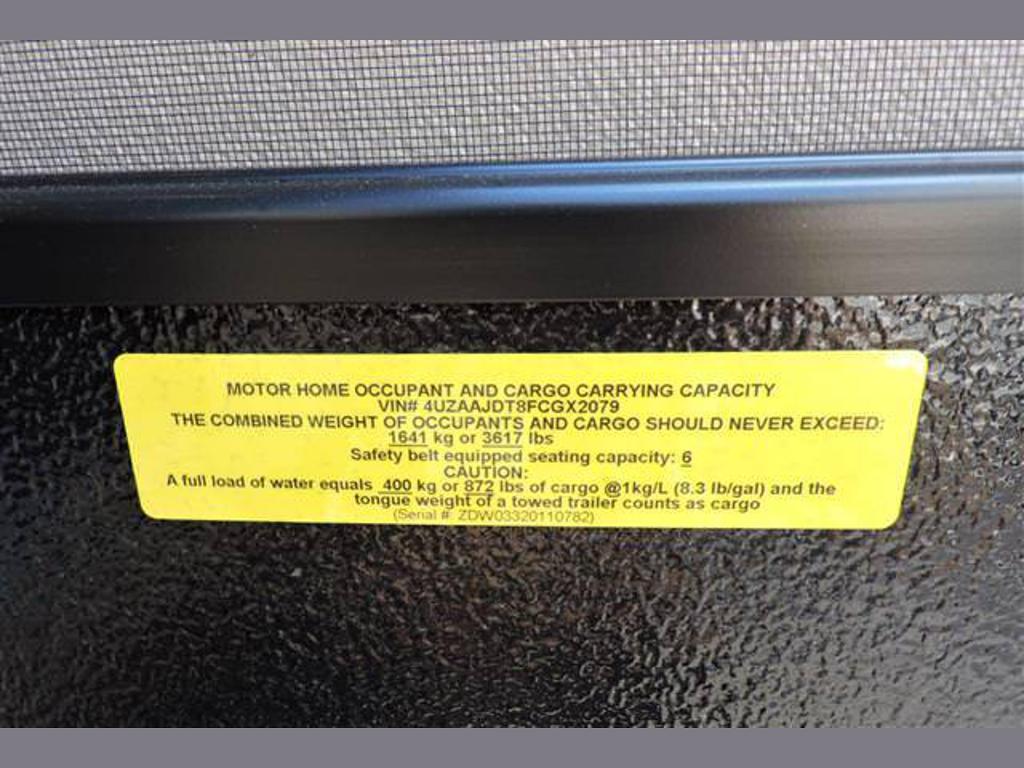 MOTOR HOME OCCUPANT AND CARGO CARRYING CAPACITY
VIN# 4UZAAJDT8FCGX2079
THE COMBINED WEIGHT OF OCCUPANTS AND CARGO SHOULD NEVER EXCEED:
1641 kg or 3617 lbs
Safety belt equipped seating capacity: 6
CAUTION:
A full load of water equals 400 kg or 872 lbs of cargo @1kg/L (8.3 lb/gal) and the
tongue weight of a towed trailer counts as cargo
(Serial #: ZDW03320110782)